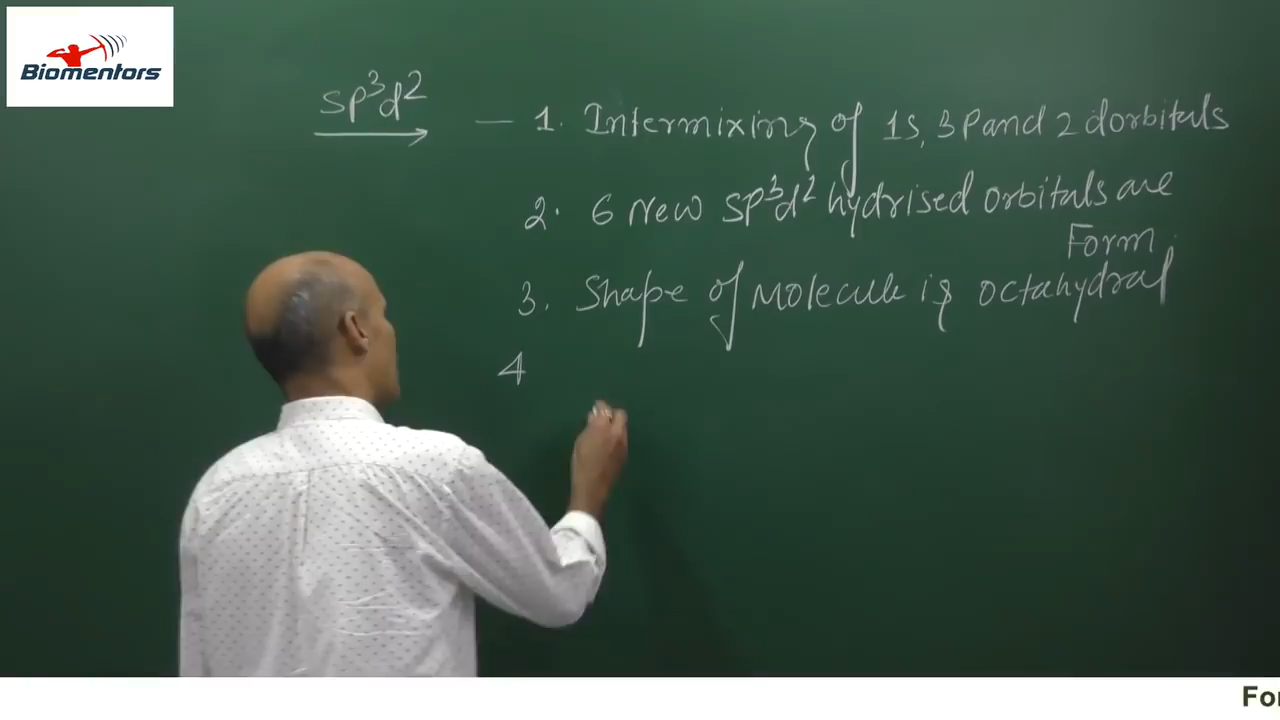 Biomentors
sp³d² — 1. Intermixing of 1s, 3p and 2 dorbitals
2. 6 New sp³d² hydrised orbitals are
Form.
3. Shape of molecule is octahydral
4
For